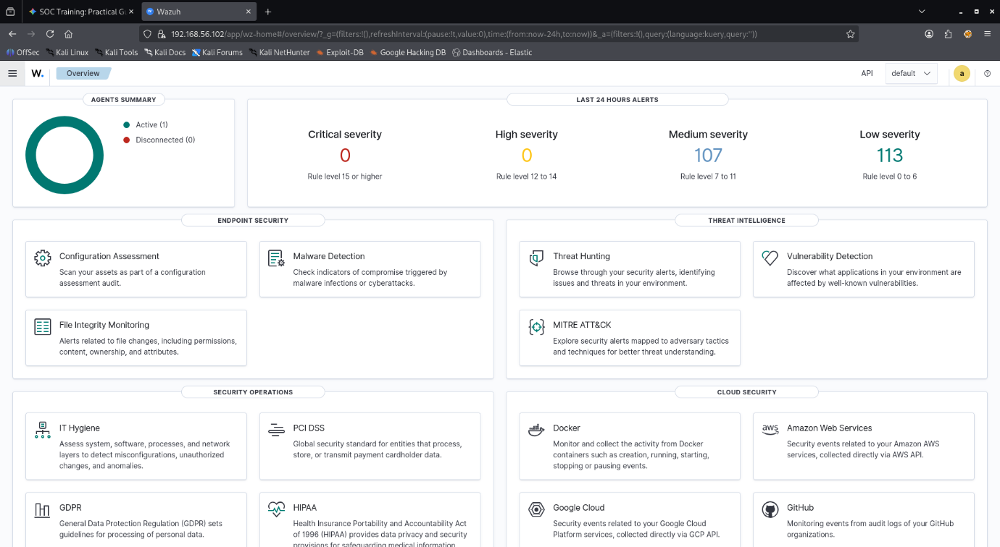 SOC Training: Practical Gu
Wazuh
192.168.56.102/app/wz-home#/overview/?_g=(filters:!(),refreshInterval:(pause:!t,value:0),time:(from:now-24h,to:now))&_a=(filters:!(),query:(language:kuery,query:''))
OffSec Kali Linux Kali Tools Kali Docs Kali Forums Kali NetHunter Exploit-DB Google Hacking DB Dashboards - Elastic
W. Overview API default a
AGENTS SUMMARY
Active (1)
Disconnected (0)
LAST 24 HOURS ALERTS
Critical severity
0
Rule level 15 or higher
High severity
0
Rule level 12 to 14
Medium severity
107
Rule level 7 to 11
Low severity
113
Rule level 0 to 6
ENDPOINT SECURITY
Configuration Assessment
Scan your assets as part of a configuration
assessment audit.
Malware Detection
Check indicators of compromise triggered by
malware infections or cyberattacks.
File Integrity Monitoring
Alerts related to file changes, including permissions,
content, ownership, and attributes.
THREAT INTELLIGENCE
Threat Hunting
Browse through your security alerts, identifying
issues and threats in your environment.
Vulnerability Detection
Discover what applications in your environment are
affected by well-known vulnerabilities.
MITRE ATT&CK
Explore security alerts mapped to adversary tactics
and techniques for better threat understanding.
SECURITY OPERATIONS
IT Hygiene
Assess system, software, processes, and network
layers to detect misconfigurations, unauthorized
changes, and anomalies.
PCI DSS
Global security standard for entities that process,
store, or transmit payment cardholder data.
GDPR
General Data Protection Regulation (GDPR) sets
guidelines for processing of personal data.
HIPAA
Health Insurance Portability and Accountability Act
of 1996 (HIPAA) provides data privacy and security
provisions for safeguarding medical information.
CLOUD SECURITY
Docker
Monitor and collect the activity from Docker
containers such as creation, running, starting,
stopping or pausing events.
aws
Amazon Web Services
Security events related to your Amazon AWS
services, collected directly via AWS API.
Google Cloud
Security events related to your Google Cloud
Platform services, collected directly via GCP API.
GitHub
Monitoring events from audit logs of your GitHub
organizations.